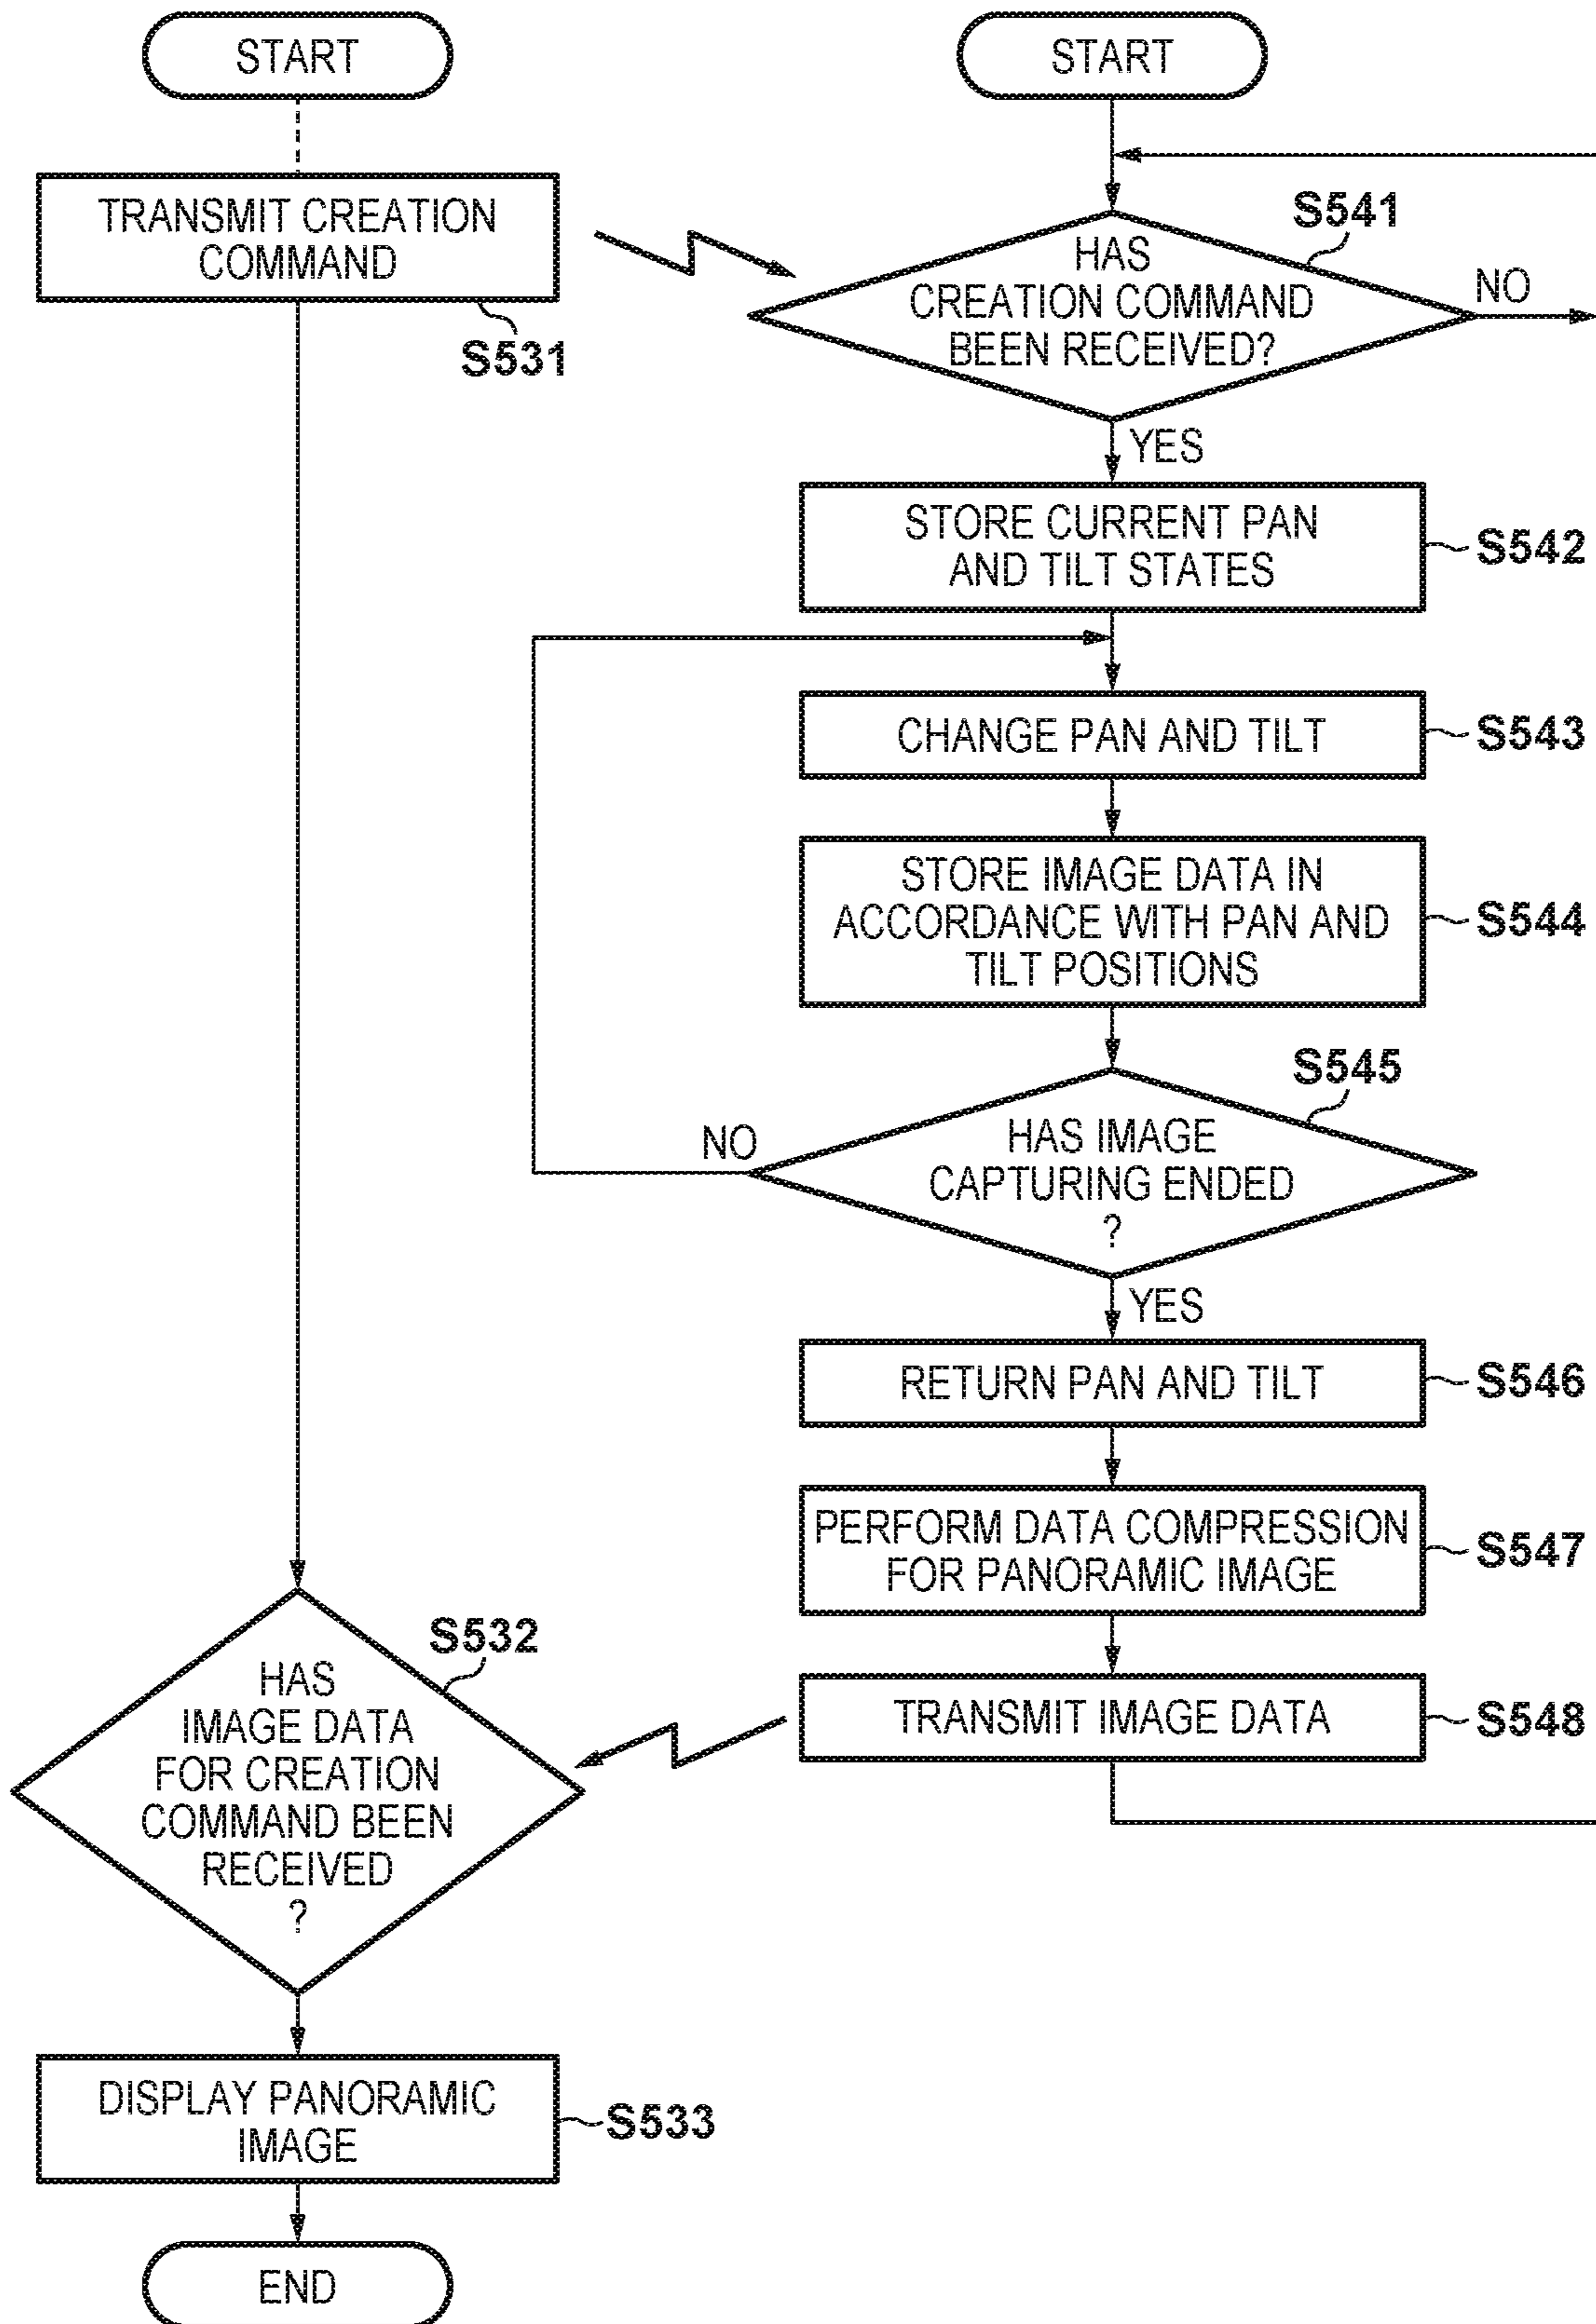 START
TRANSMIT CREATION
COMMAND
S531
HAS
IMAGE DATA
FOR CREATION
COMMAND BEEN
RECEIVED
?
S532
DISPLAY PANORAMIC
IMAGE
S533
END
START
HAS
CREATION COMMAND
BEEN RECEIVED?
S541
NO
YES
STORE CURRENT PAN
AND TILT STATES
S542
CHANGE PAN AND TILT
S543
STORE IMAGE DATA IN
ACCORDANCE WITH PAN AND
TILT POSITIONS
S544
HAS IMAGE
CAPTURING ENDED
?
S545
NO
YES
RETURN PAN AND TILT
S546
PERFORM DATA COMPRESSION
FOR PANORAMIC IMAGE
S547
TRANSMIT IMAGE DATA
S548